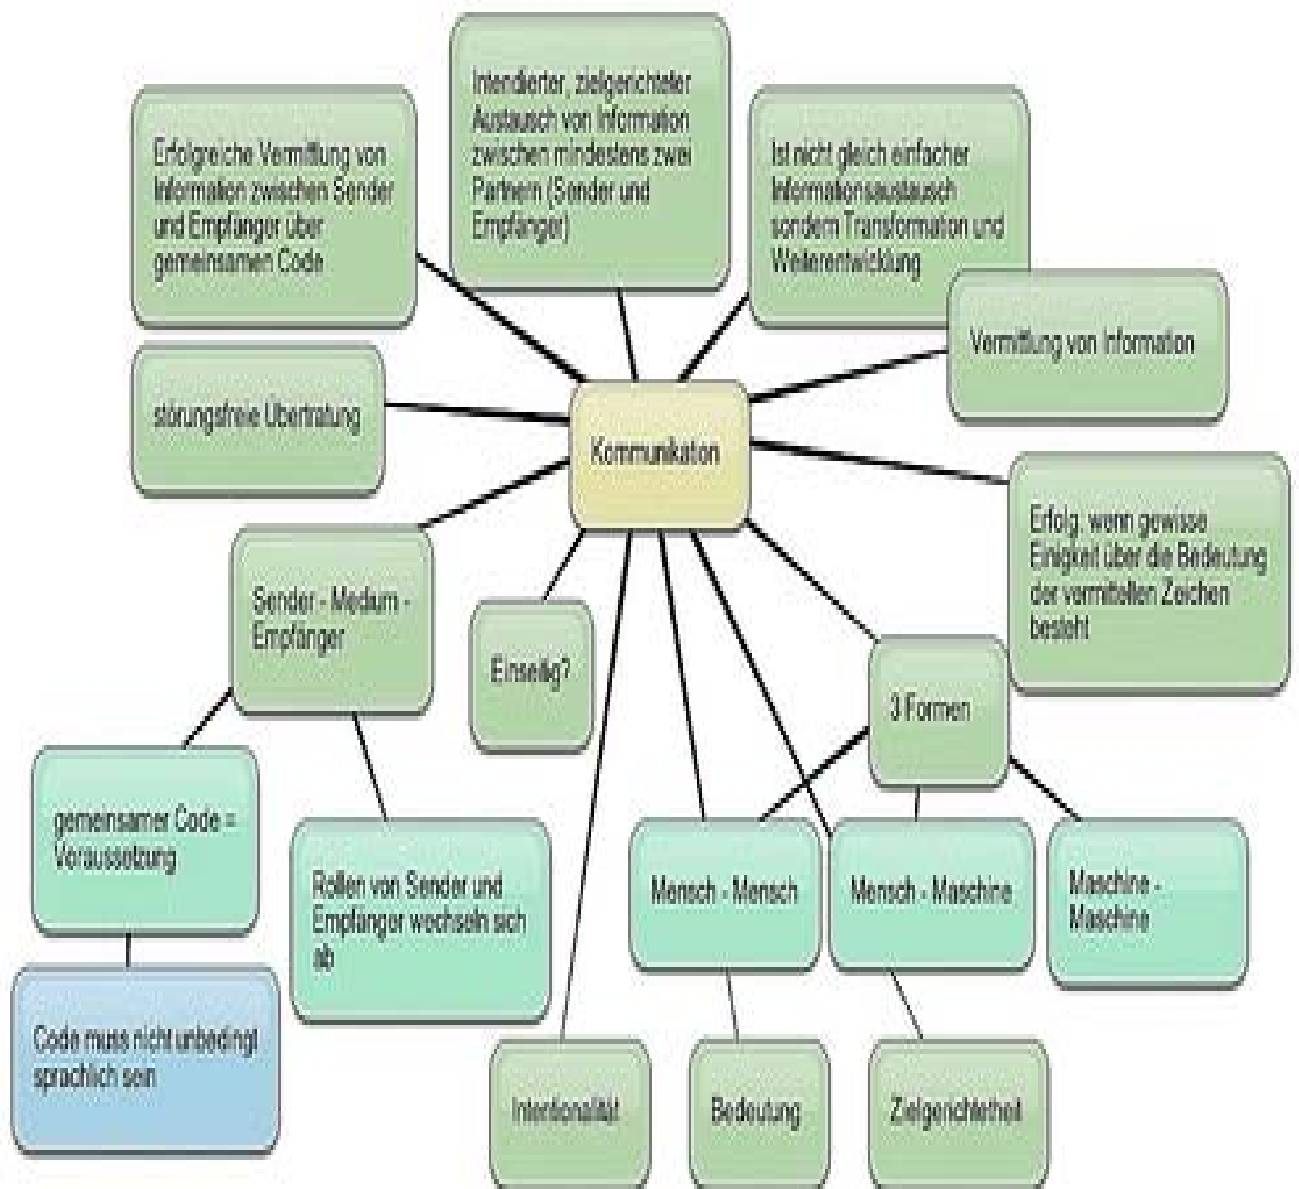 Intendierter, zielgerichteter
Austausch von Information
zwischen mindestens zwei
Partnern (Sender und
Empfänger)
Erfolgreiche Vermittlung von
Information zwischen Sender
und Empfänger über
gemeinsamen Code
Ist nicht gleich einfacher
Informationsaustausch
sondern Transformation und
Weiterentwicklung
Vermittlung von Information
störungsfreie Übertratung
Kommunikation
Erfolg, wenn gewisse
Einigkeit über die Bedeutung
der vermittelten Zeichen
besteht
Sender - Medium -
Empfänger
Einseitig?
3 Formen
gemeinsamer Code =
Voraussetzung
Rollen von Sender und
Empfänger wechseln sich
ab
Mensch - Mensch
Mensch - Maschine
Maschine -
Maschine
Code muss nicht unbedingt
sprachlich sein
Intentionalität
Bedeutung
Zielgerichtetheit